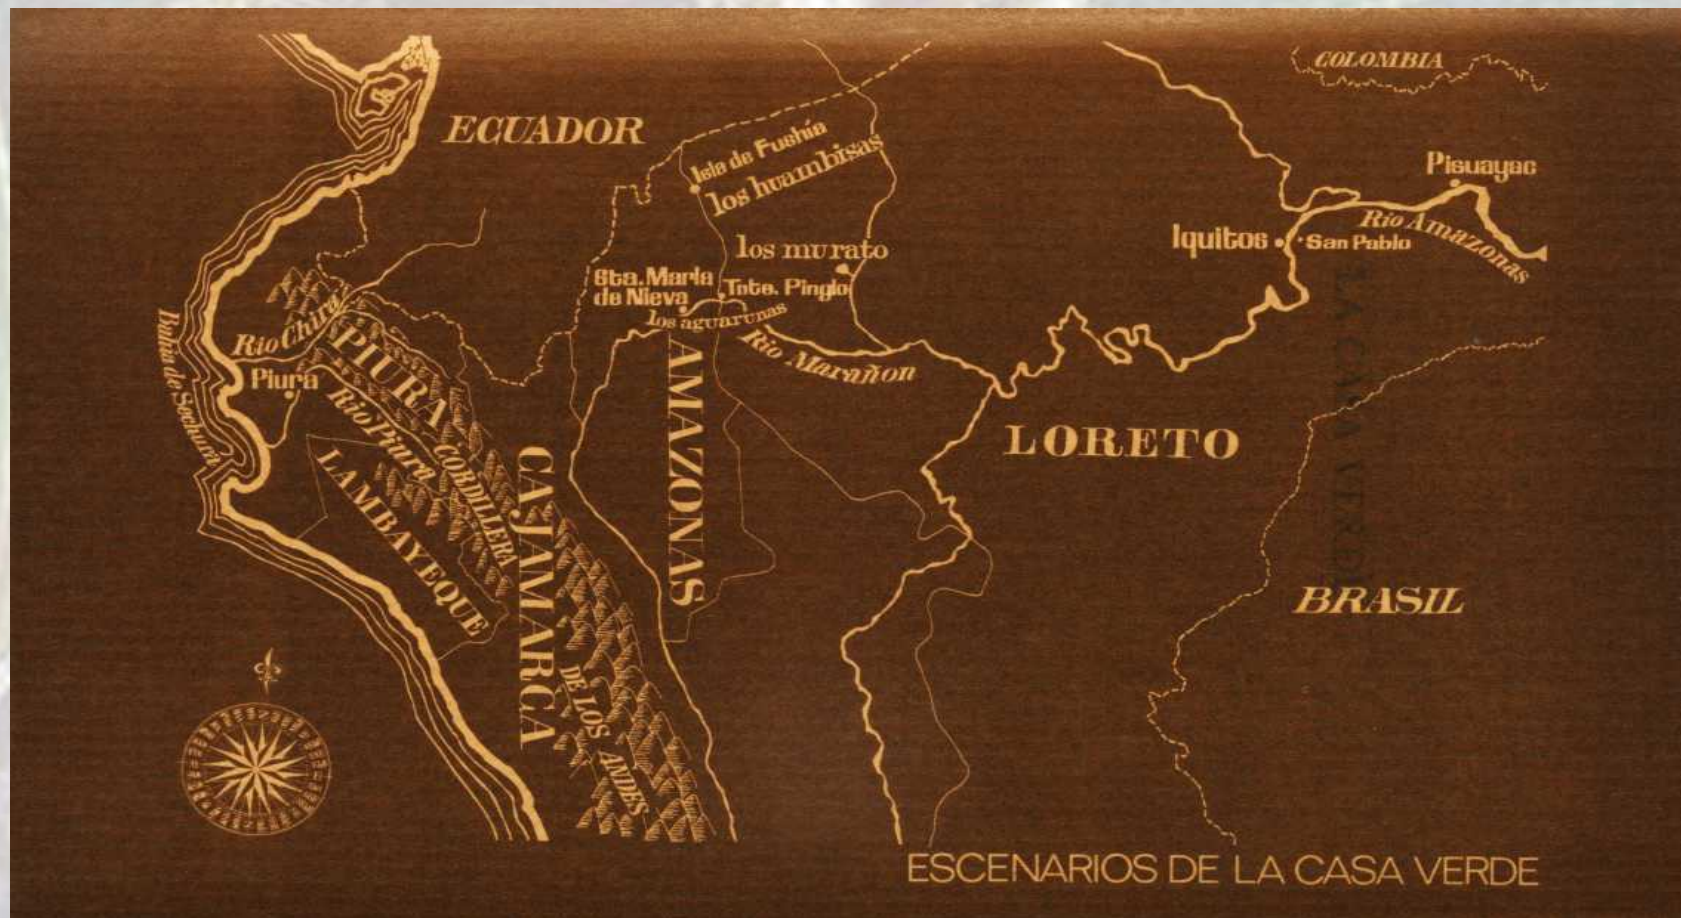 COLOMBIA
ECUADOR
Isla de Fushía
los huambisas
Pisuayac
Río Amazonas
Iquitos
San Pablo
los murato
Sta. María
de Nieva
Tnte. Pinglo
los aguarunas
Río Marañon
Bahía de Sechura
Río Chira
PIURA
Piura
Río Piura
CORDILLERA
DE LOS ANDES
LAMBAYEQUE
CAJAMARCA
AMAZONAS
LORETO
BRASIL
LA CASA VERDE
ESCENARIOS DE LA CASA VERDE